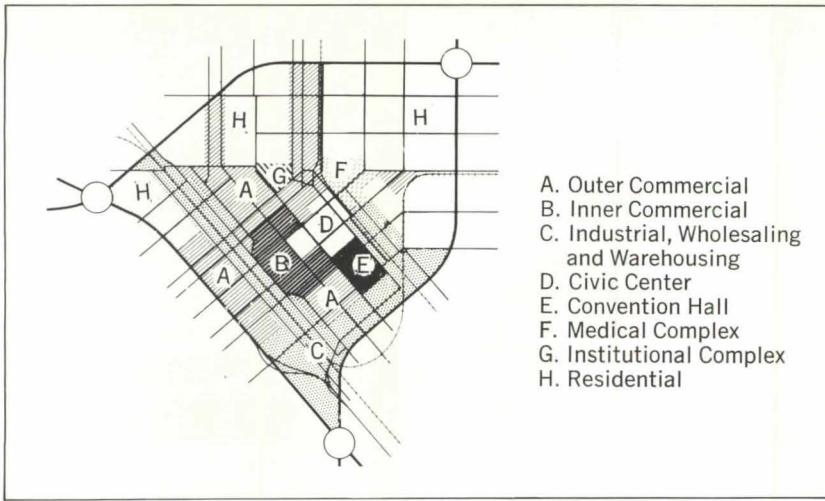 H
H
H
A
G
F
D
B
E
A
A
C
A. Outer Commercial
B. Inner Commercial
C. Industrial, Wholesaling
and Warehousing
D. Civic Center
E. Convention Hall
F. Medical Complex
G. Institutional Complex
H. Residential